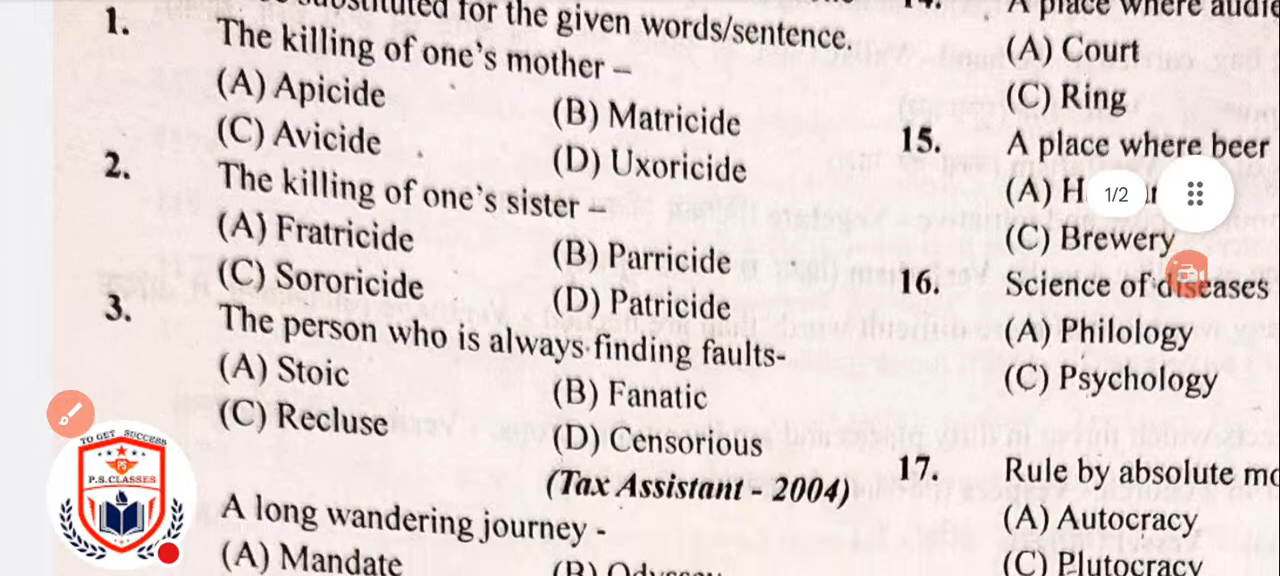 substituted for the given words/sentence.
1. The killing of one's mother –
(A) Apicide
(B) Matricide
(C) Avicide
(D) Uxoricide
2. The killing of one's sister –
(A) Fratricide
(B) Parricide
(C) Sororicide
(D) Patricide
3. The person who is always finding faults-
(A) Stoic
(B) Fanatic
(C) Recluse
(D) Censorious
(Tax Assistant - 2004)
A long wandering journey -
(A) Mandate
(B)
14. A place where
(A) Court
(C) Ring
15. A place where beer
(A) H
(C) Brewery
16. Science of diseases
(A) Philology
(C) Psychology
17. Rule by absolute
(A) Autocracy
(C) Plutocracy
1/2
TO GET SUCCESS
PS
P.S.CLASSES